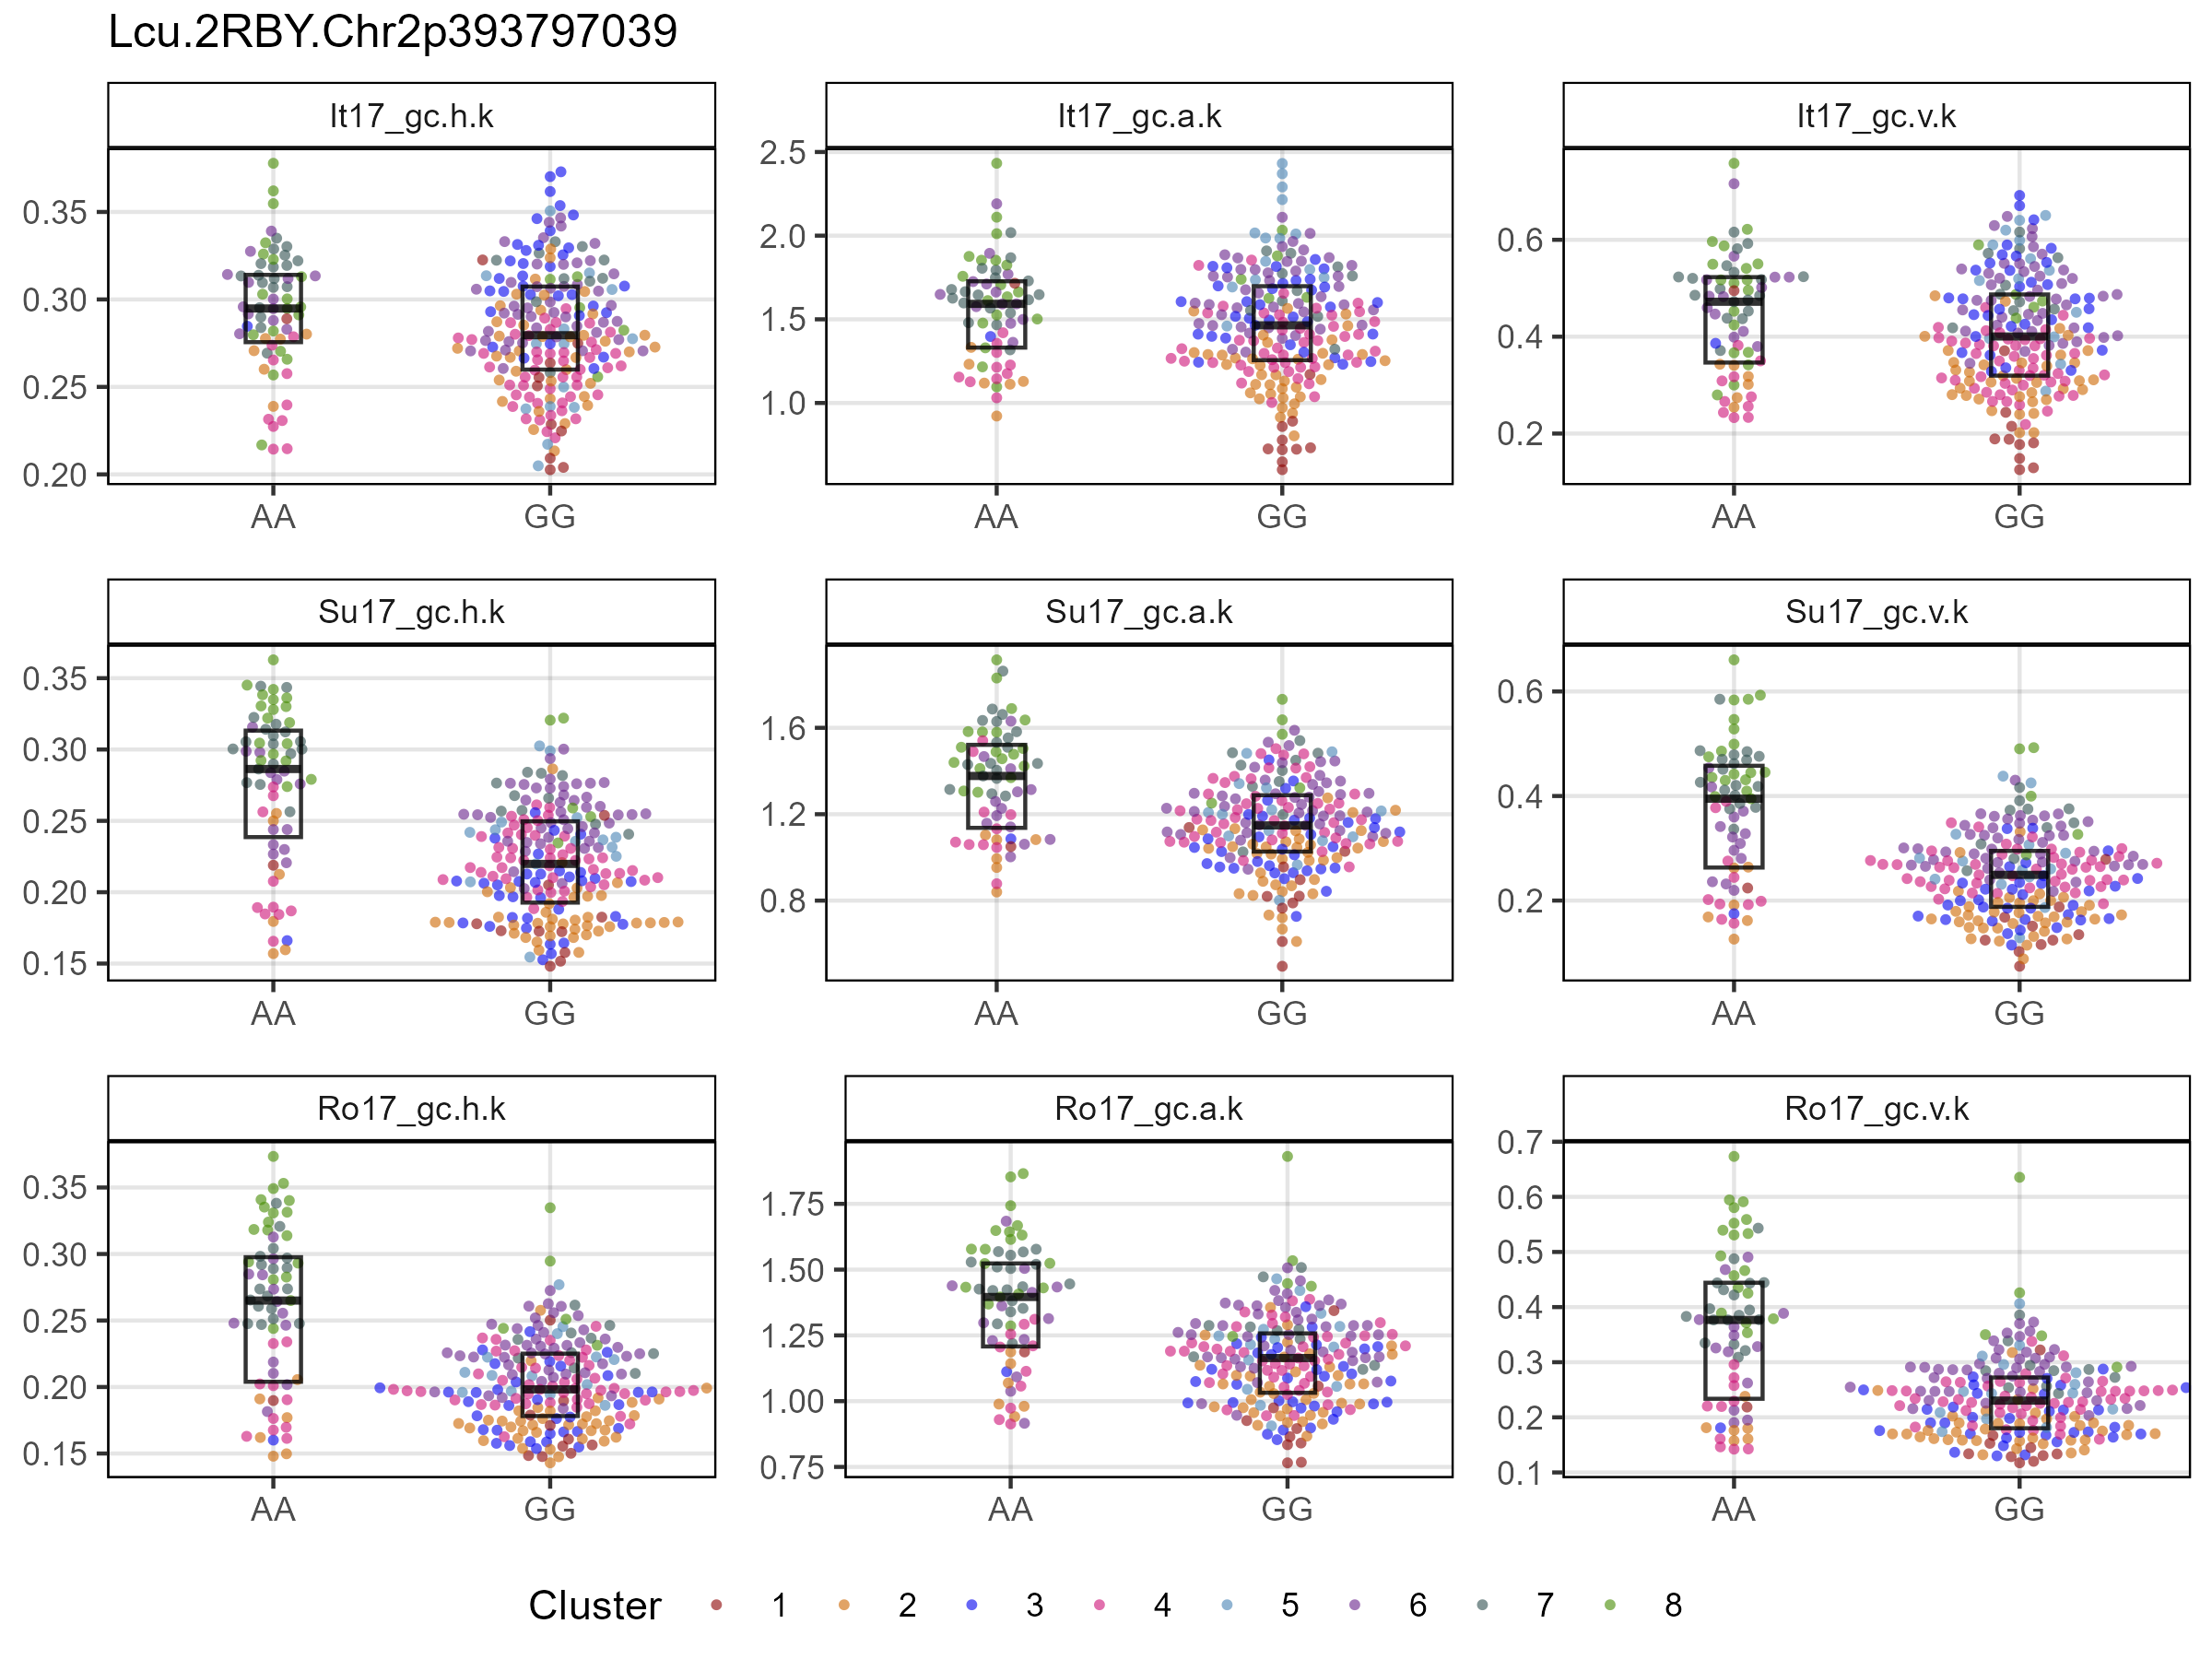 Lcu.2RBY.Chr2p393797039
It17_gc.h.k It17_gc.a.k It17_gc.v.k
0.35 0.30 0.25 0.20
2.5 2.0 1.5 1.0
0.6 0.4 0.2
AA GG AA GG AA GG
Su17_gc.h.k Su17_gc.a.k Su17_gc.v.k
0.35 0.30 0.25 0.20 0.15
1.6 1.2 0.8
0.6 0.4 0.2
AA GG AA GG AA GG
Ro17_gc.h.k Ro17_gc.a.k Ro17_gc.v.k
0.35 0.30 0.25 0.20 0.15
1.75 1.50 1.25 1.00 0.75
0.7 0.6 0.5 0.4 0.3 0.2 0.1
AA GG AA GG AA GG
Cluster 1 2 3 4 5 6 7 8